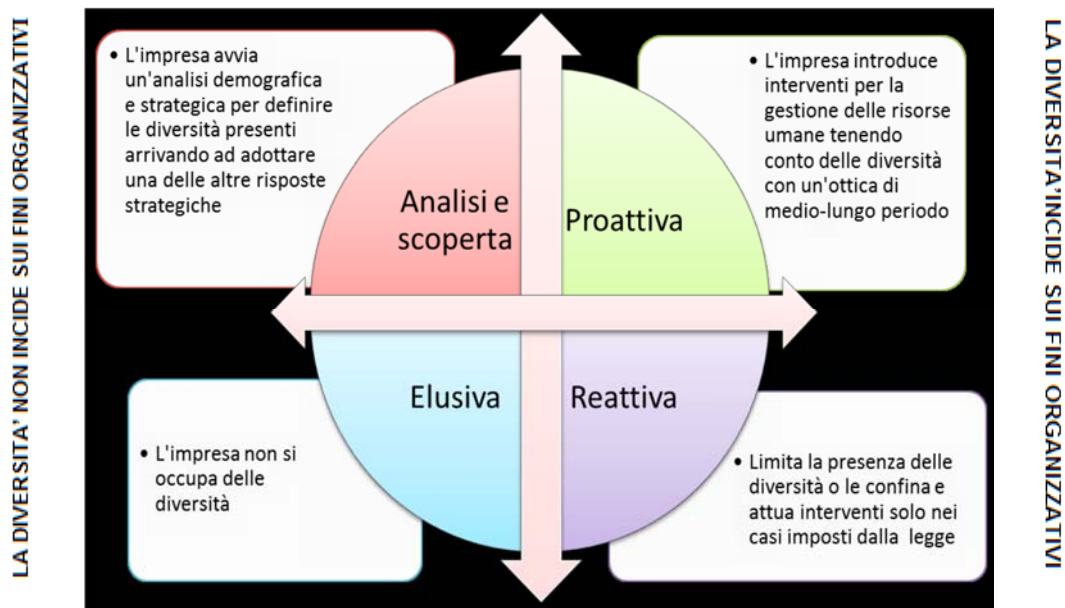 LA DIVERSITA' NON INCIDE SUI FINI ORGANIZZATIVI
• L'impresa avvia
un'analisi demografica
e strategica per definire
le diversità presenti
arrivando ad adottare
una delle altre risposte
strategiche
Analisi e
scoperta
Proattiva
• L'impresa introduce
interventi per la
gestione delle risorse
umane tenendo
conto delle diversità
con un'ottica di
medio-lungo periodo
• L'impresa non si
occupa delle
diversità
Elusiva
Reattiva
• Limita la presenza delle
diversità o le confina e
attua interventi solo nei
casi imposti dalla legge
LA DIVERSITA'INCIDE SUI FINI ORGANIZZATIVI